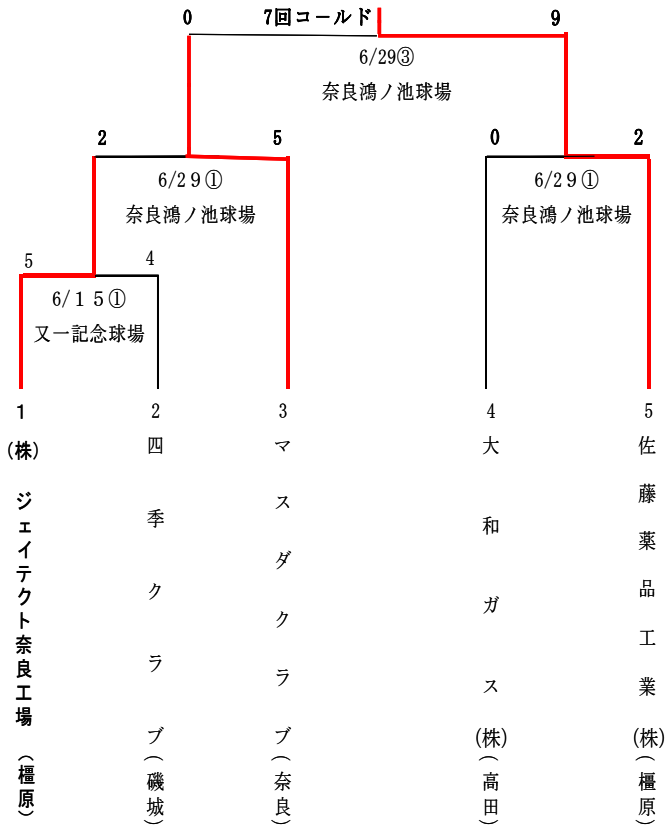 0 7回コールド 9
6/29③
奈良鴻ノ池球場
2 5 0 2
6/29① 6/29①
奈良鴻ノ池球場 奈良鴻ノ池球場
5 4
6/15①
又一記念球場
1 2 3 4 5
(株)ジェイテクト奈良工場(橿原)
四季クラブ(磯城)
マスダクラブ(奈良)
大和ガス(株)(高田)
佐藤薬品工業(株)(橿原)